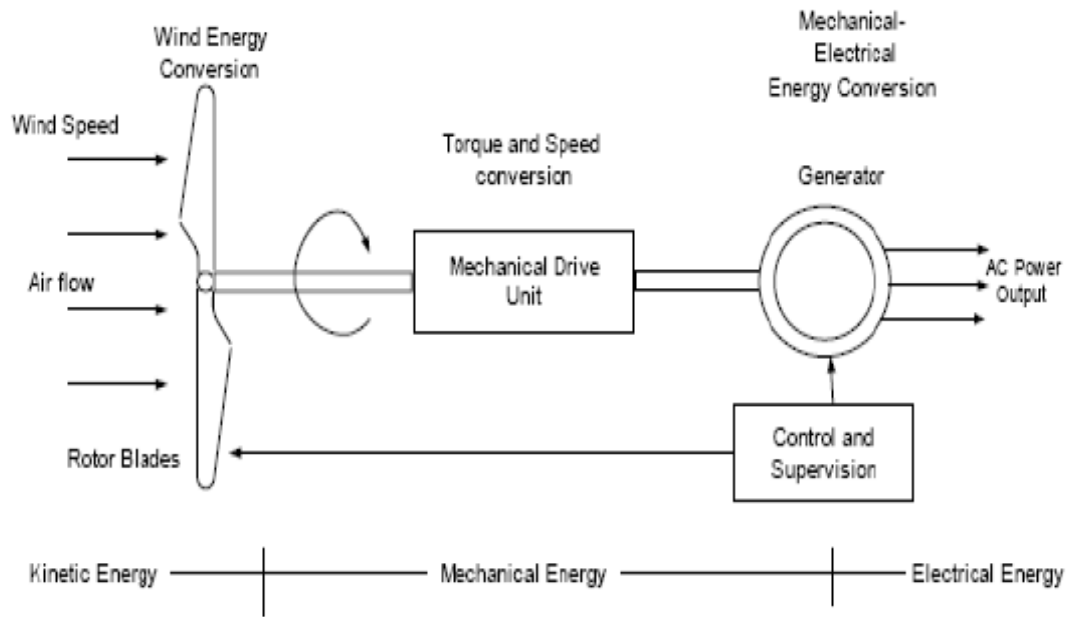 Wind Energy
Conversion
Mechanical-
Electrical
Energy Conversion
Wind Speed
Torque and Speed
conversion
Generator
Air flow
Mechanical Drive
Unit
AC Power
Output
Rotor Blades
Control and
Supervision
Kinetic Energy
Mechanical Energy
Electrical Energy